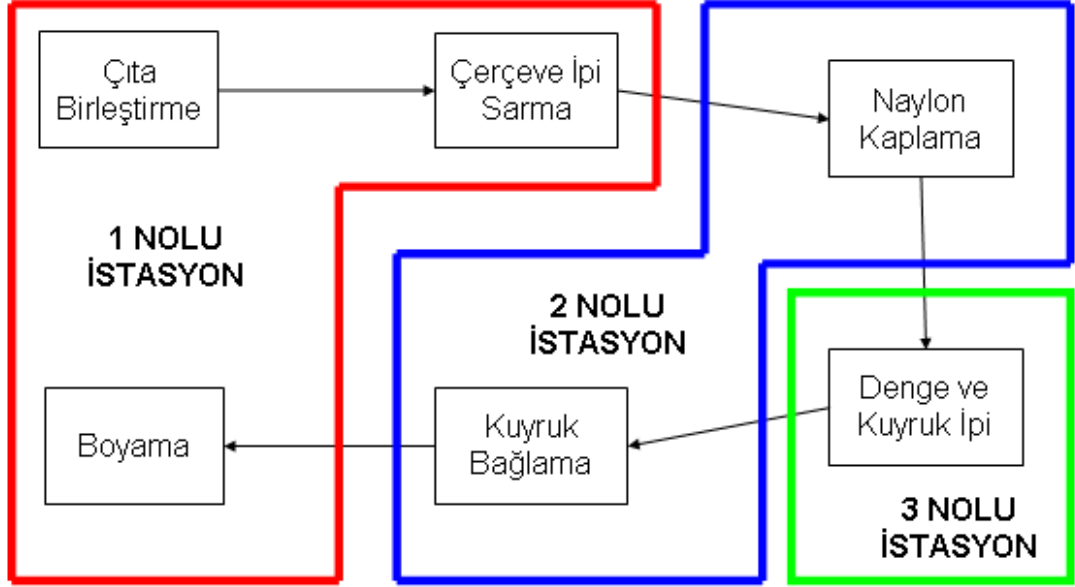 Çıta
Birleştirme
Çerçeve İpi
Sarma
Naylon
Kaplama
1 NOLU
İSTASYON
2 NOLU
İSTASYON
Denge ve
Kuyruk İpi
Kuyruk
Bağlama
Boyama
3 NOLU
İSTASYON